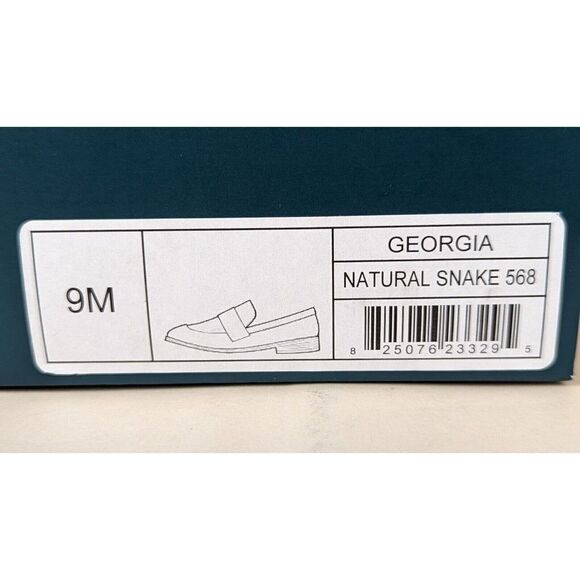 9M
GEORGIA
NATURAL SNAKE 568
8 25076 23329 5